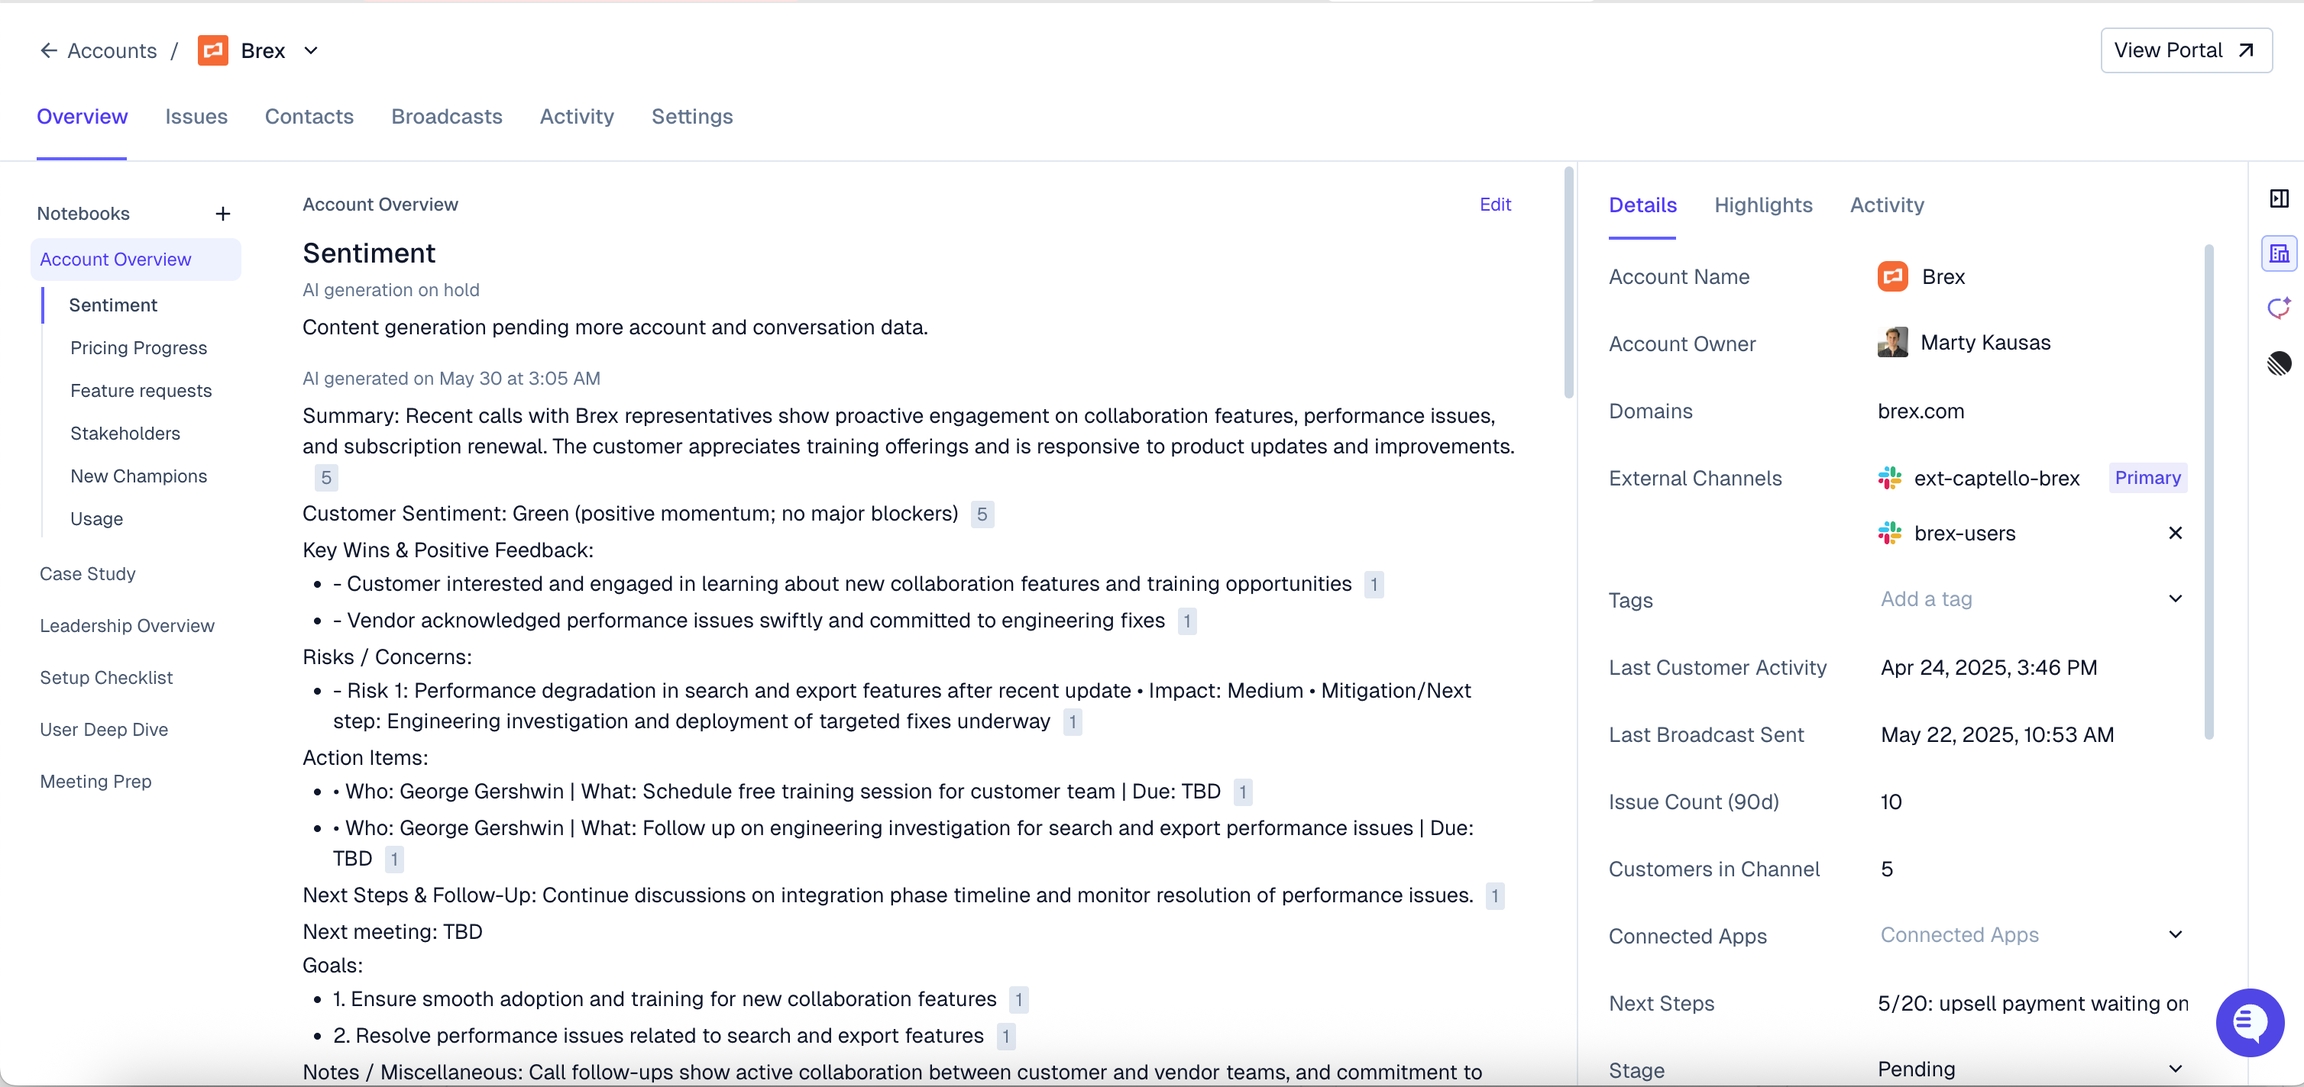 ← Accounts / Brex
View Portal
Overview Issues Contacts Broadcasts Activity Settings
Notebooks +
Account Overview
Sentiment
Pricing Progress
Feature requests
Stakeholders
New Champions
Usage
Case Study
Leadership Overview
Setup Checklist
User Deep Dive
Meeting Prep
Account Overview Edit
Sentiment
AI generation on hold
Content generation pending more account and conversation data.
AI generated on May 30 at 3:05 AM
Summary: Recent calls with Brex representatives show proactive engagement on collaboration features, performance issues,
and subscription renewal. The customer appreciates training offerings and is responsive to product updates and improvements.
5
Customer Sentiment: Green (positive momentum; no major blockers) 5
Key Wins & Positive Feedback:
• - Customer interested and engaged in learning about new collaboration features and training opportunities 1
• - Vendor acknowledged performance issues swiftly and committed to engineering fixes 1
Risks / Concerns:
• - Risk 1: Performance degradation in search and export features after recent update • Impact: Medium • Mitigation/Next
step: Engineering investigation and deployment of targeted fixes underway 1
Action Items:
• • Who: George Gershwin | What: Schedule free training session for customer team | Due: TBD 1
• • Who: George Gershwin | What: Follow up on engineering investigation for search and export performance issues | Due:
TBD 1
Next Steps & Follow-Up: Continue discussions on integration phase timeline and monitor resolution of performance issues. 1
Next meeting: TBD
Goals:
• 1. Ensure smooth adoption and training for new collaboration features 1
• 2. Resolve performance issues related to search and export features 1
Notes / Miscellaneous: Call follow-ups show active collaboration between customer and vendor teams, and commitment to
Details Highlights Activity
Account Name Brex
Account Owner Marty Kausas
Domains brex.com
External Channels ext-captello-brex Primary
brex-users ×
Tags Add a tag
Last Customer Activity Apr 24, 2025, 3:46 PM
Last Broadcast Sent May 22, 2025, 10:53 AM
Issue Count (90d) 10
Customers in Channel 5
Connected Apps Connected Apps
Next Steps 5/20: upsell payment waiting on
Stage Pending